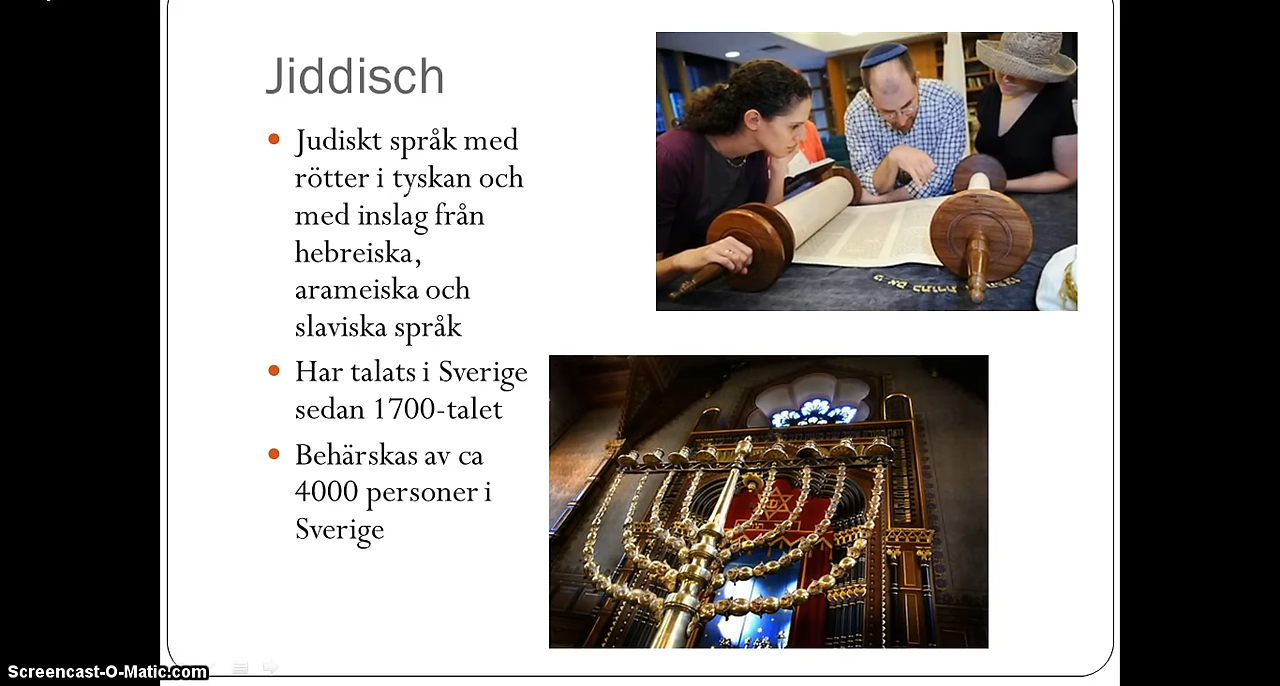 Jiddisch
• Judiskt språk med
rötter i tyskan och
med inslag från
hebreiska,
arameiska och
slaviska språk
• Har talats i Sverige
sedan 1700-talet
• Behärskas av ca
4000 personer i
Sverige
Screencast-O-Matic.com